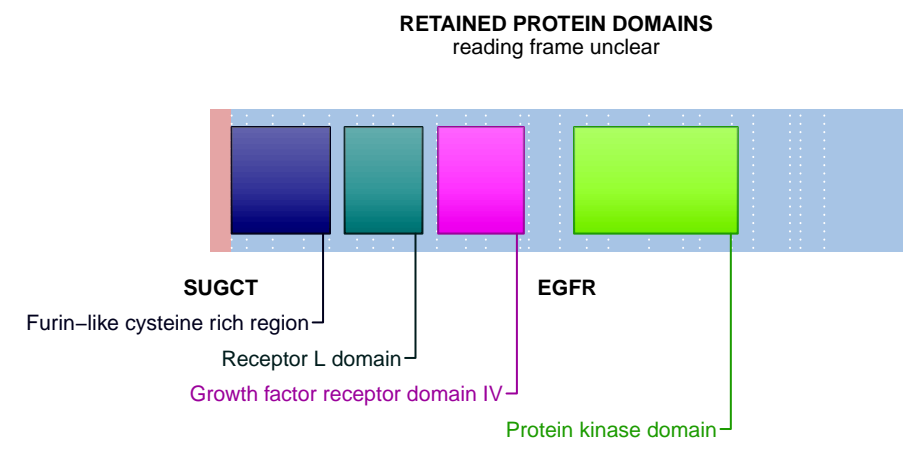 RETAINED PROTEIN DOMAINS
reading frame unclear
SUGCT
EGFR
Furin−like cysteine rich region
Receptor L domain
Growth factor receptor domain IV
Protein kinase domain